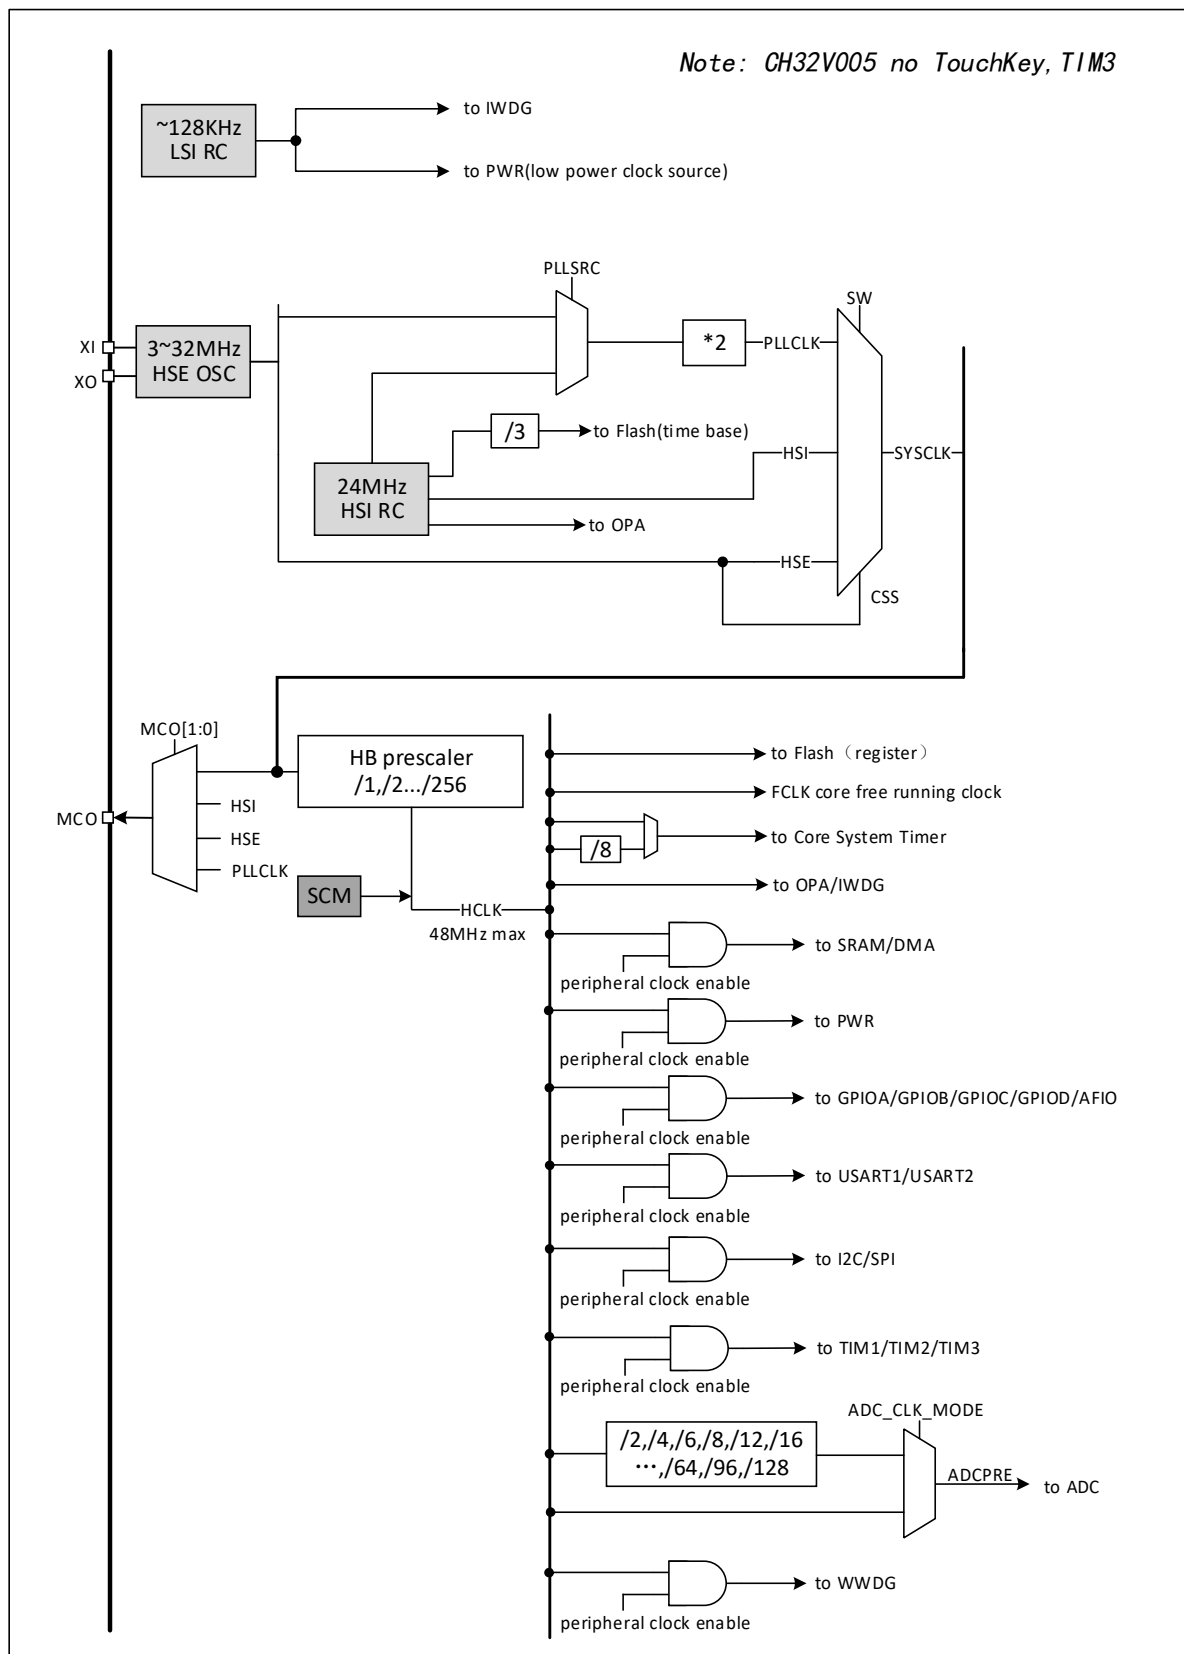 Note: CH32V005 no TouchKey, TIM3
~128KHz
LSI RC
to IWDG
to PWR(low power clock source)
PLLSRC
SW
XI
XO
3~32MHz
HSE OSC
*2
PLLCLK
/3
to Flash(time base)
24MHz
HSI RC
HSI
SYSCLK
to OPA
HSE
CSS
MCO[1:0]
HB prescaler
/1,/2.../256
HSI
HSE
PLLCLK
MCO
SCM
HCLK
48MHz max
to Flash（register）
FCLK core free running clock
/8
to Core System Timer
to OPA/IWDG
to SRAM/DMA
peripheral clock enable
to PWR
peripheral clock enable
to GPIOA/GPIOB/GPIOC/GPIOD/AFIO
peripheral clock enable
to USART1/USART2
peripheral clock enable
to I2C/SPI
peripheral clock enable
to TIM1/TIM2/TIM3
peripheral clock enable
ADC_CLK_MODE
/2,/4,/6,/8,/12,/16
…,/64,/96,/128
ADCPRE
to ADC
to WWDG
peripheral clock enable